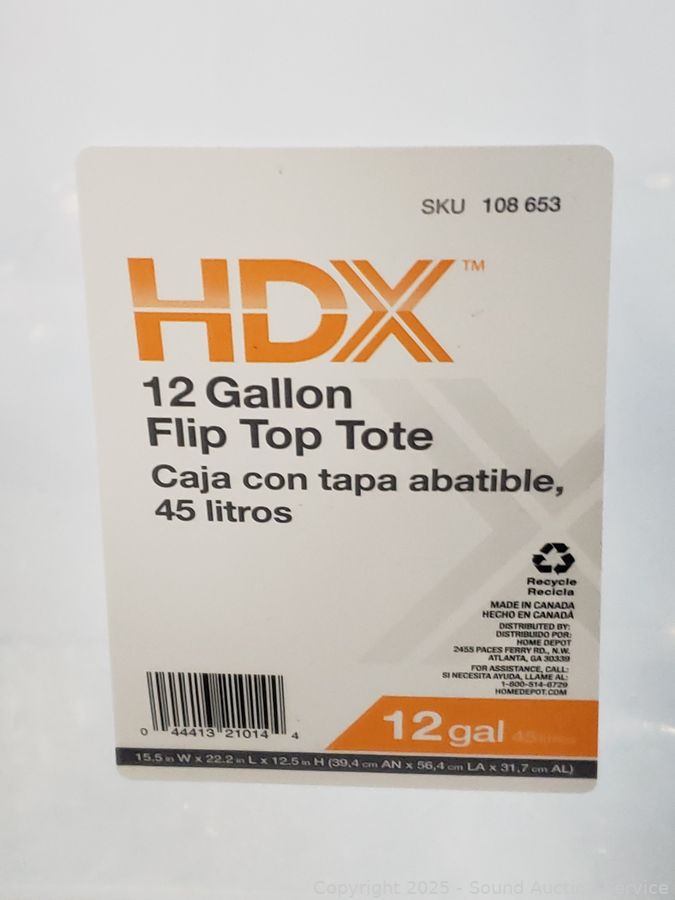 SKU 108 653
HDX™
12 Gallon
Flip Top Tote
Caja con tapa abatible,
45 litros
Recycle
Recicla
MADE IN CANADA
HECHO EN CANADÁ
DISTRIBUTED BY:
DISTRIBUIDO POR:
HOME DEPOT
2455 PACES FERRY RD., N.W.
ATLANTA, GA 30339
FOR ASSISTANCE, CALL:
SI NECESITA AYUDA, LLAME AL:
1-800-514-8729
HOMEDEPOT.COM
0 44413 21014 4
12 gal 45 litros
15.5 in W x 22.2 in L x 12.5 in H (39,4 cm AN x 56,4 cm LA x 31,7 cm AL)
Copyright 2025 - Sound Auction Service